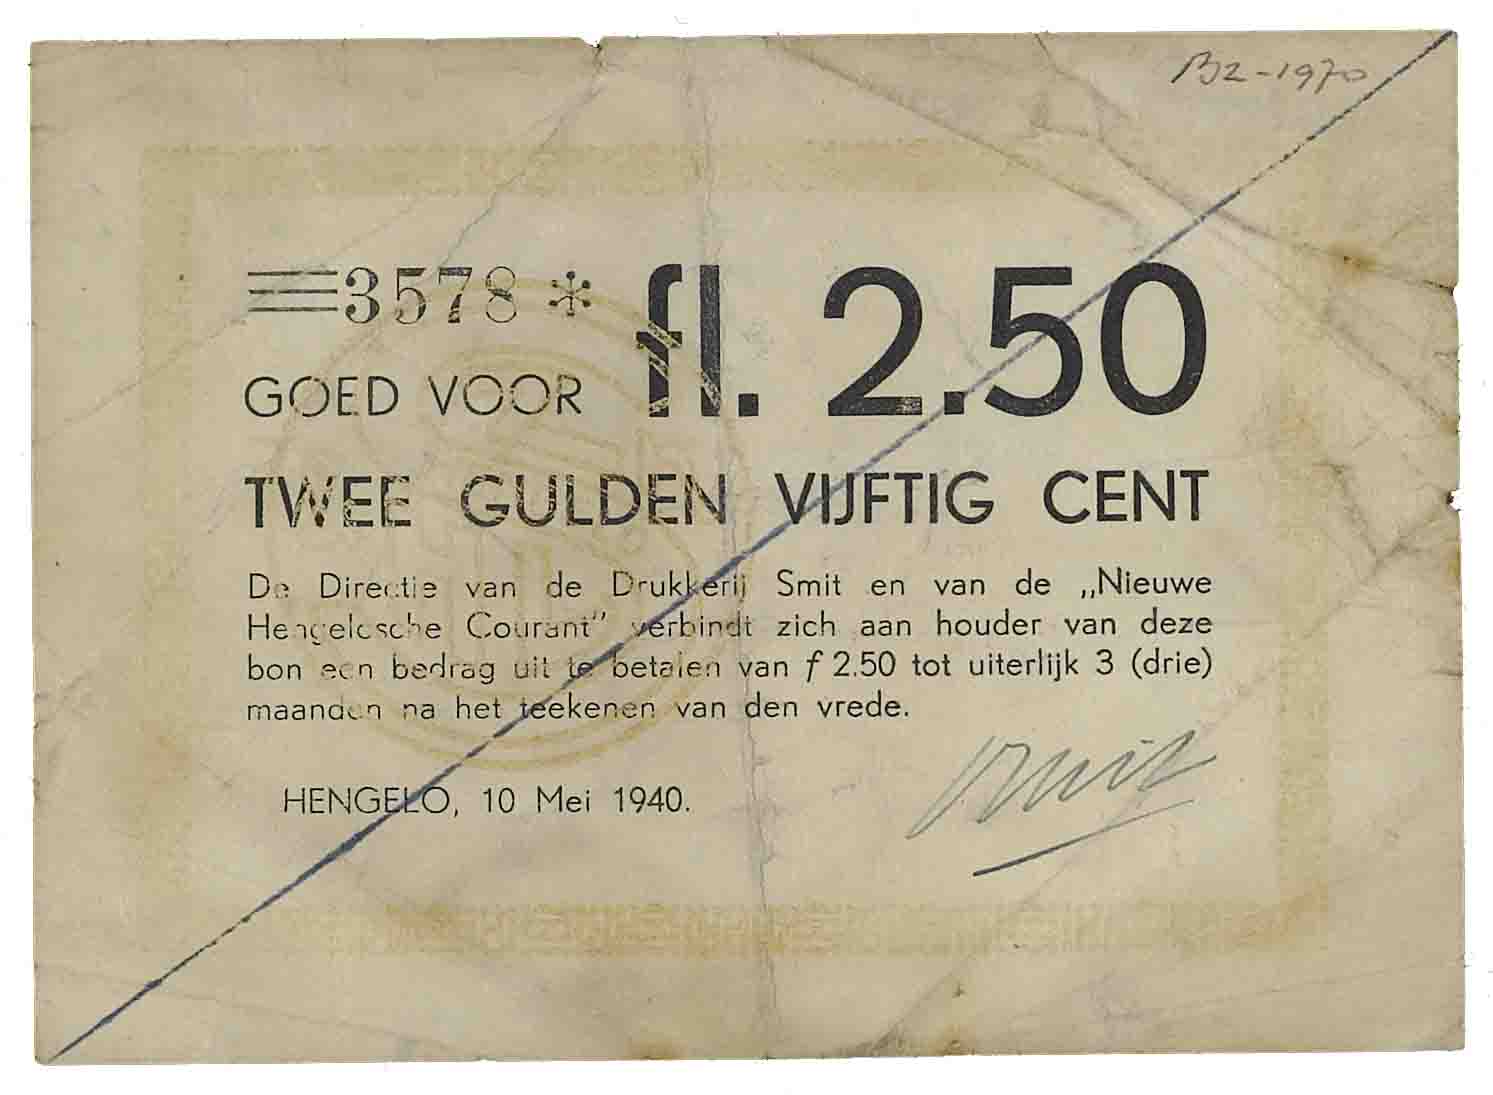 B2-1970
3578 *
GOED VOOR fl. 2.50
TWEE GULDEN VIJFTIG CENT
De Directie van de Drukkerij Smit en van de „Nieuwe
Hengelosche Courant” verbindt zich aan houder van deze
bon een bedrag uit te betalen van f 2.50 tot uiterlijk 3 (drie)
maanden na het teekenen van den vrede.
HENGELO, 10 Mei 1940.
Smit